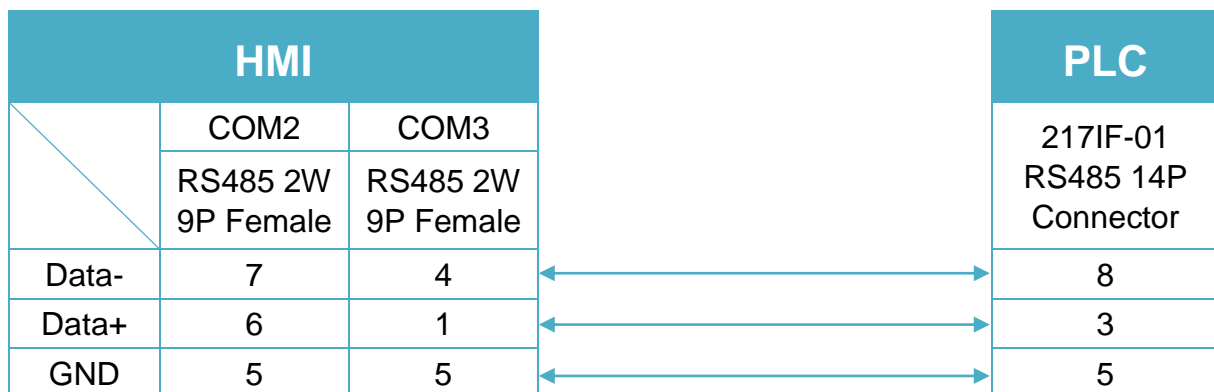 HMI PLC
COM2 COM3
217IF-01
RS485 14P
Connector
RS485 2W RS485 2W
9P Female 9P Female
Data- 7 4 8
Data+ 6 1 3
GND 5 5 5